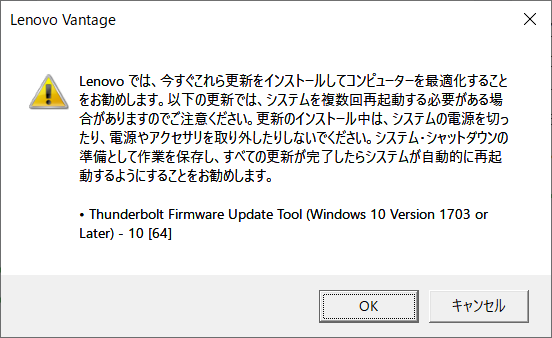 Lenovo Vantage
Lenovo では、今すぐこれら更新をインストールしてコンピューターを最適化すること
をお勧めします。以下の更新では、システムを複数回再起動する必要がある場
合がありますのでご注意ください。更新のインストール中は、システムの電源を切っ
たり、電源やアクセサリを取り外したりしないでください。システム・シャットダウンの
準備として作業を保存し、すべての更新が完了したらシステムが自動的に再起
動するようにすることをお勧めします。
• Thunderbolt Firmware Update Tool (Windows 10 Version 1703 or
Later) - 10 [64]
OK
キャンセル